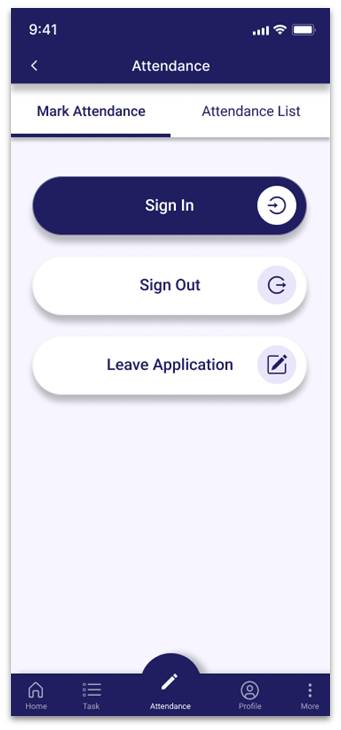 9:41
Attendance
Mark Attendance
Attendance List
Sign In
Sign Out
Leave Application
Home
Task
Attendance
Profile
More